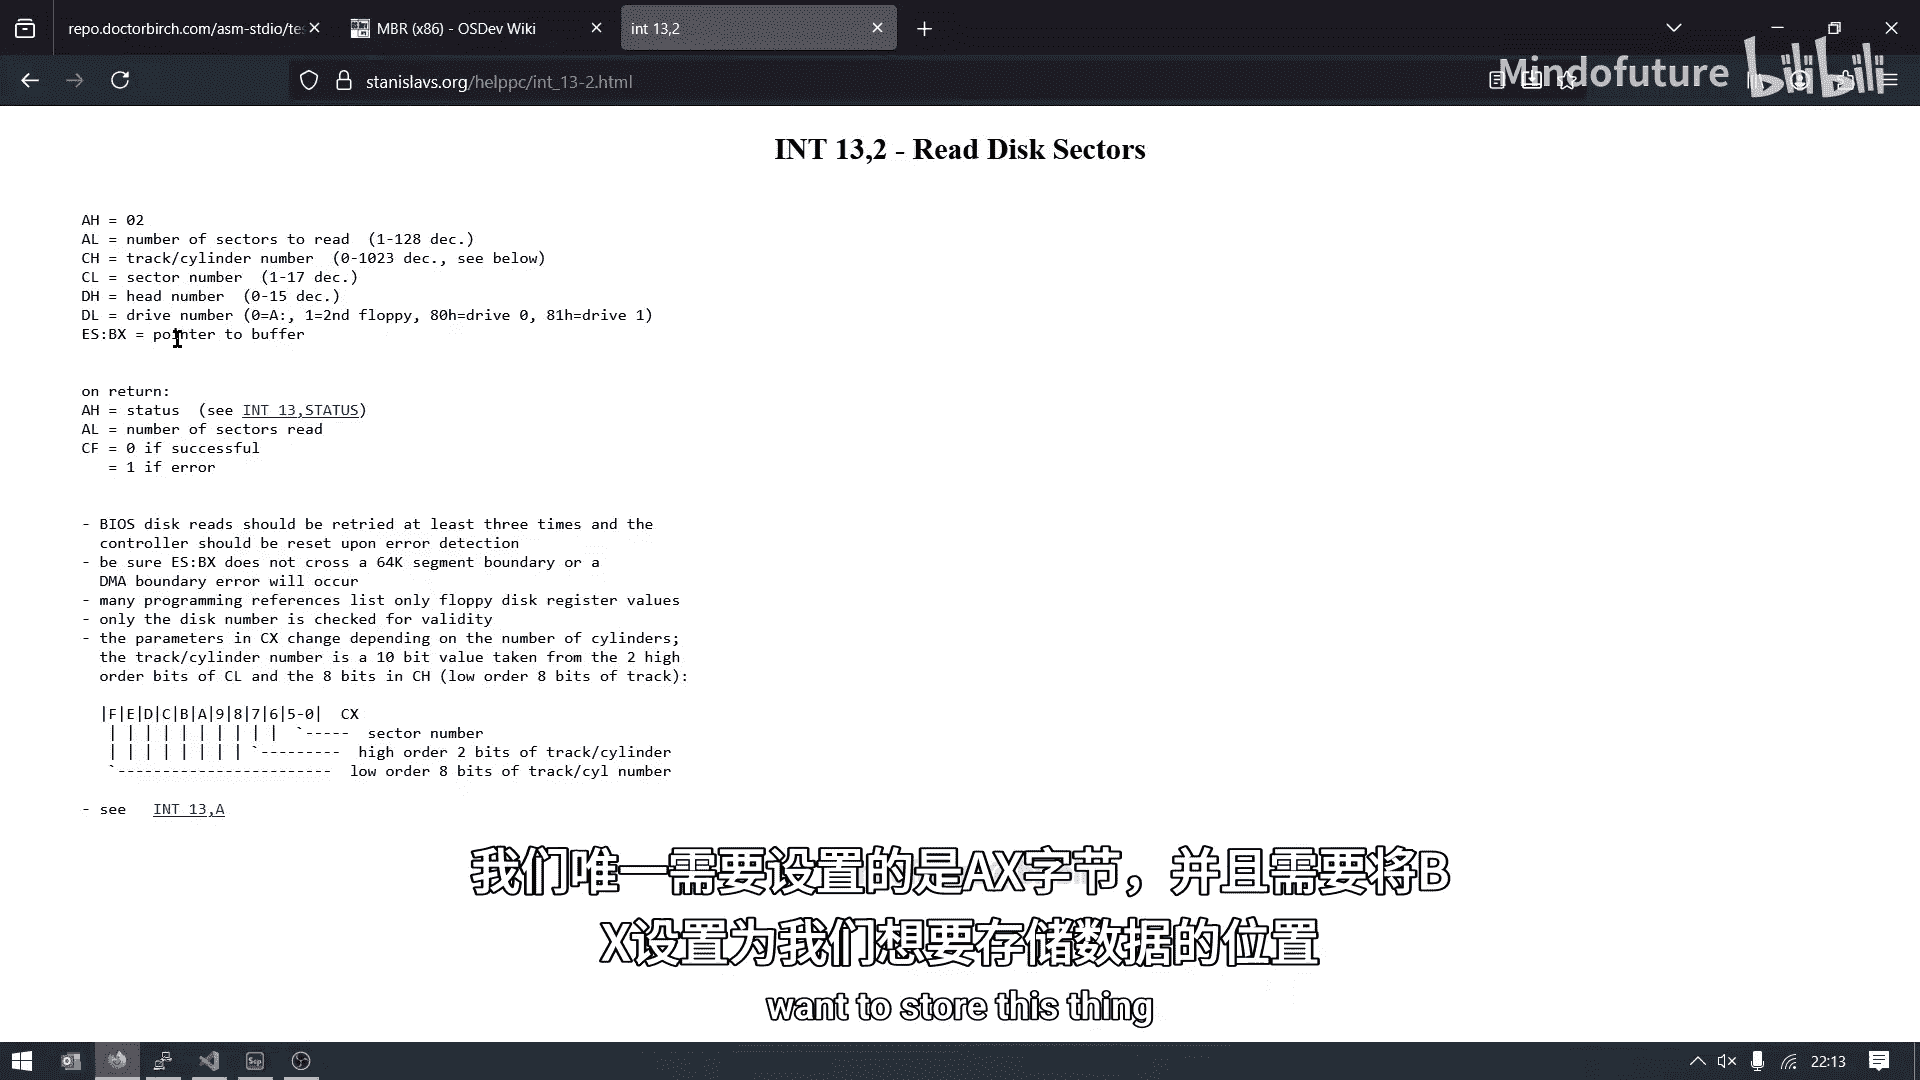 repo.doctorbirch.com/asm-stdio/tes
MBR (x86) - OSDev Wiki
int 13,2
stanislavs.org/helppc/int_13-2.html
Mindofuture
bilibili
INT 13,2 - Read Disk Sectors
AH = 02
AL = number of sectors to read  (1-128 dec.)
CH = track/cylinder number  (0-1023 dec., see below)
CL = sector number  (1-17 dec.)
DH = head number  (0-15 dec.)
DL = drive number (0=A:, 1=2nd floppy, 80h=drive 0, 81h=drive 1)
ES:BX = pointer to buffer
on return:
AH = status  (see INT 13,STATUS)
AL = number of sectors read
CF = 0 if successful
   = 1 if error
- BIOS disk reads should be retried at least three times and the
  controller should be reset upon error detection
- be sure ES:BX does not cross a 64K segment boundary or a
  DMA boundary error will occur
- many programming references list only floppy disk register values
- only the disk number is checked for validity
- the parameters in CX change depending on the number of cylinders;
  the track/cylinder number is a 10 bit value taken from the 2 high
  order bits of CL and the 8 bits in CH (low order 8 bits of track):
  |F|E|D|C|B|A|9|8|7|6|5-0|  CX
   | | | | | | | | | |  `-----  sector number
   | | | | | | | | `---------  high order 2 bits of track/cylinder
   `------------------------  low order 8 bits of track/cyl number
- see   INT 13,A
我们唯一需要设置的是AX字节，并且需要将B
X设置为我们想要存储数据的位置
want to store this thing
22:13